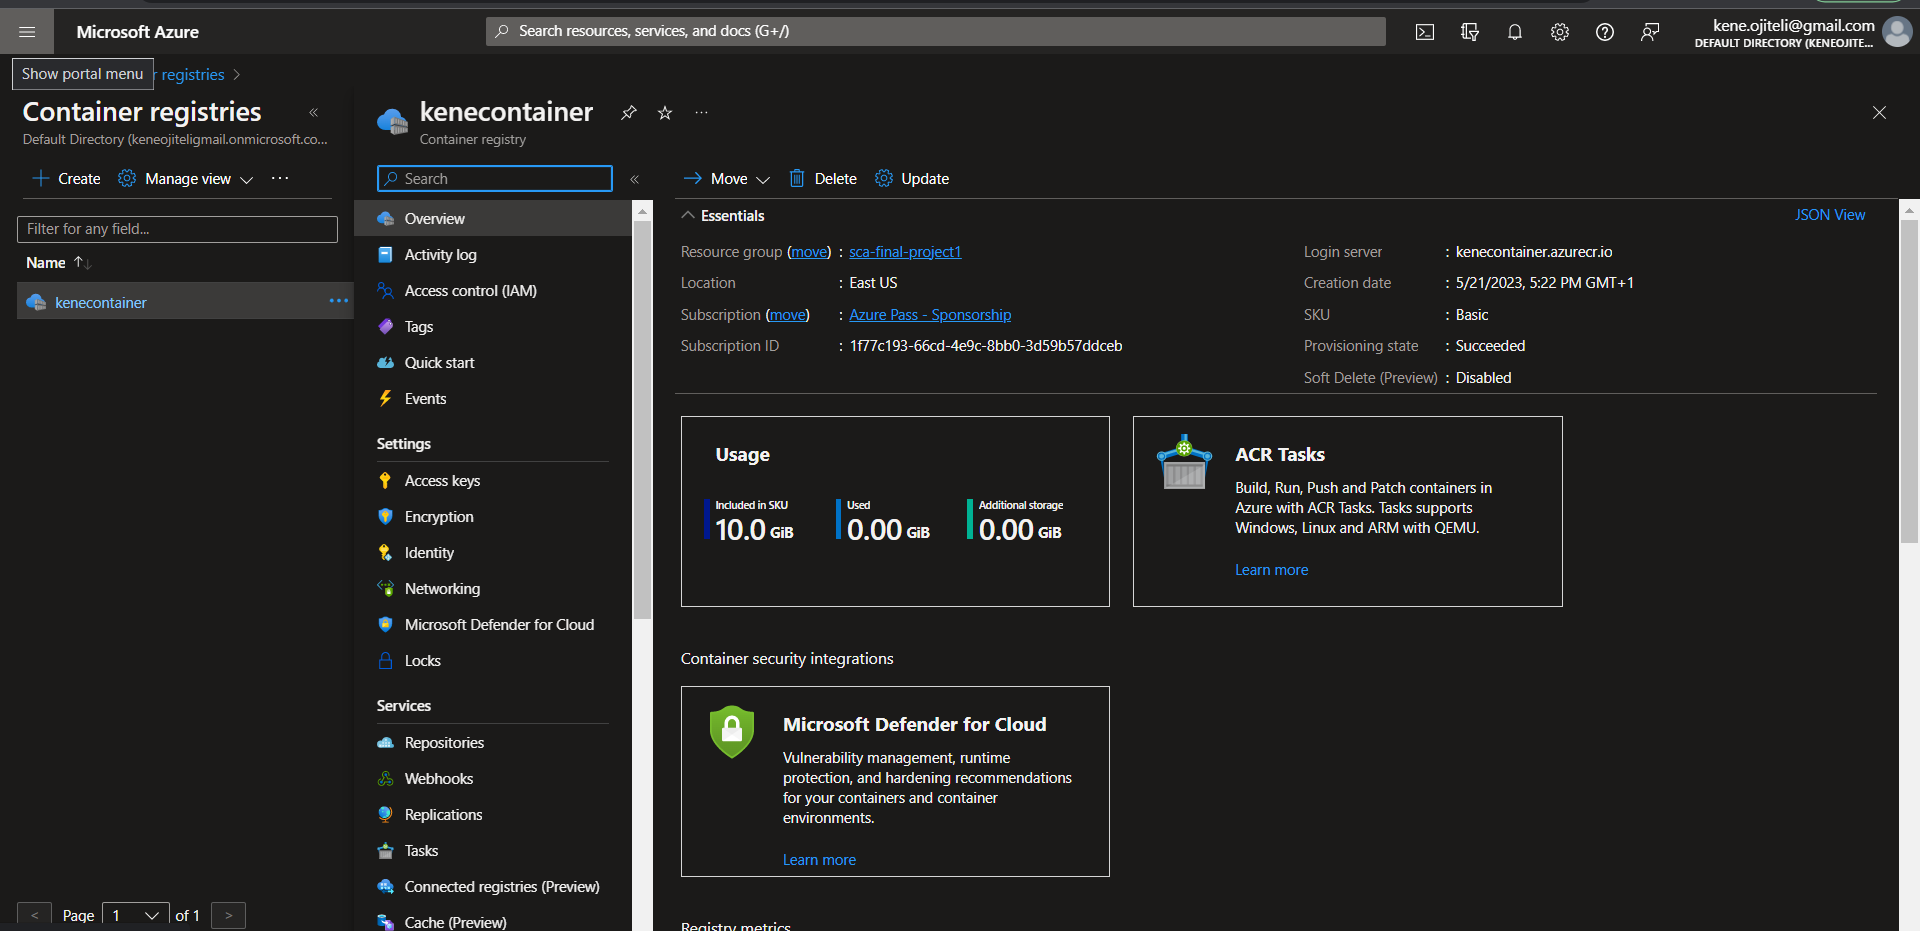 Microsoft Azure
Search resources, services, and docs (G+/)
kene.ojiteli@gmail.com
DEFAULT DIRECTORY (KENEOJITE...
Show portal menu
r registries >
Container registries «
Default Directory (keneojiteligmail.onmicrosoft.co...
+ Create Manage view ...
Filter for any field...
Name ↑↓
kenecontainer ...
< Page 1 of 1 >
kenecontainer ...
Container registry
Search «
Overview
Activity log
Access control (IAM)
Tags
Quick start
Events
Settings
Access keys
Encryption
Identity
Networking
Microsoft Defender for Cloud
Locks
Services
Repositories
Webhooks
Replications
Tasks
Connected registries (Preview)
Cache (Preview)
→ Move Delete Update
Essentials
JSON View
Resource group (move) : sca-final-project1
Location : East US
Subscription (move) : Azure Pass - Sponsorship
Subscription ID : 1f77c193-66cd-4e9c-8bb0-3d59b57ddceb
Login server : kenecontainer.azurecr.io
Creation date : 5/21/2023, 5:22 PM GMT+1
SKU : Basic
Provisioning state : Succeeded
Soft Delete (Preview) : Disabled
Usage
Included in SKU
10.0 GiB
Used
0.00 GiB
Additional storage
0.00 GiB
ACR Tasks
Build, Run, Push and Patch containers in
Azure with ACR Tasks. Tasks supports
Windows, Linux and ARM with QEMU.
Learn more
Container security integrations
Microsoft Defender for Cloud
Vulnerability management, runtime
protection, and hardening recommendations
for your containers and container
environments.
Learn more
Registry metrics